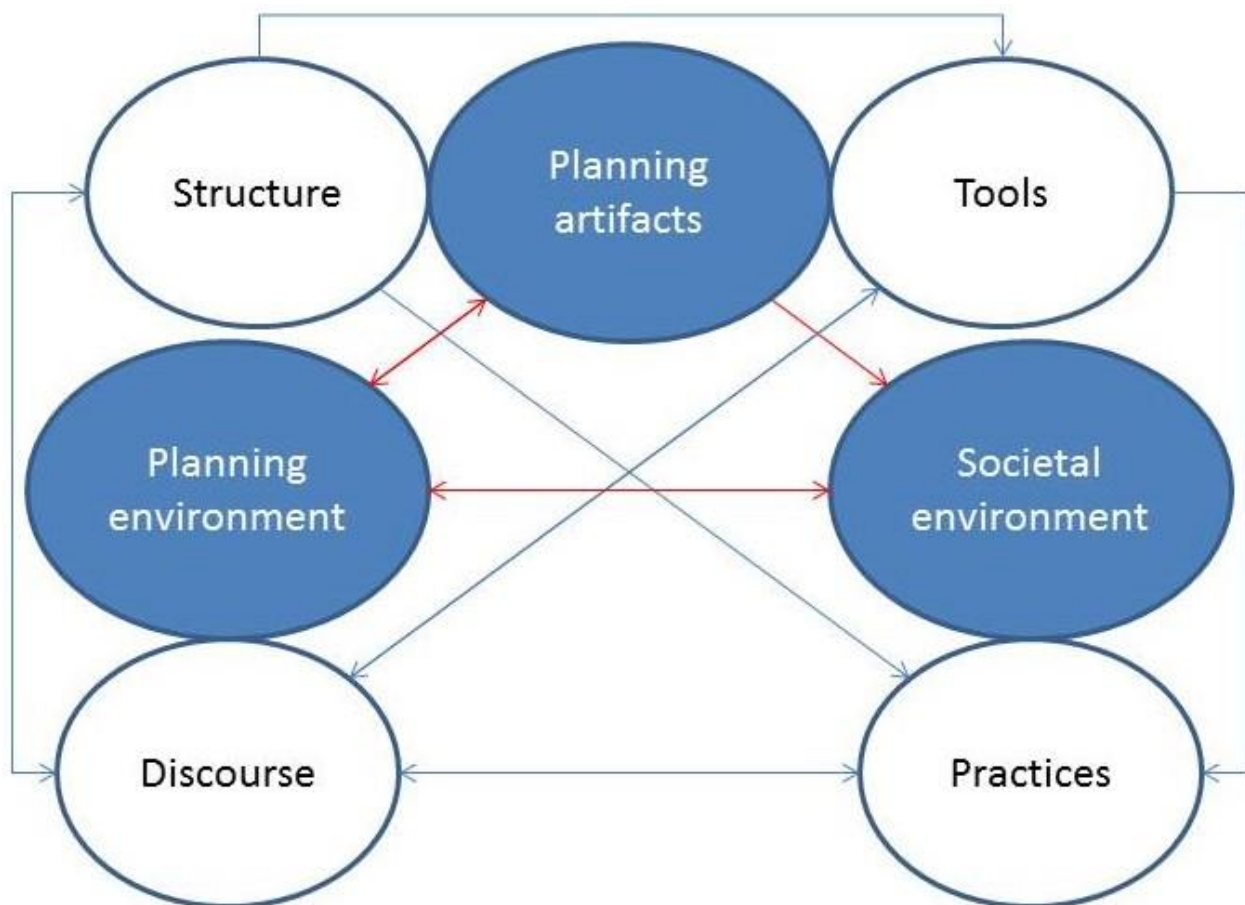 Structure
Planning
artifacts
Tools
Planning
environment
Societal
environment
Discourse
Practices